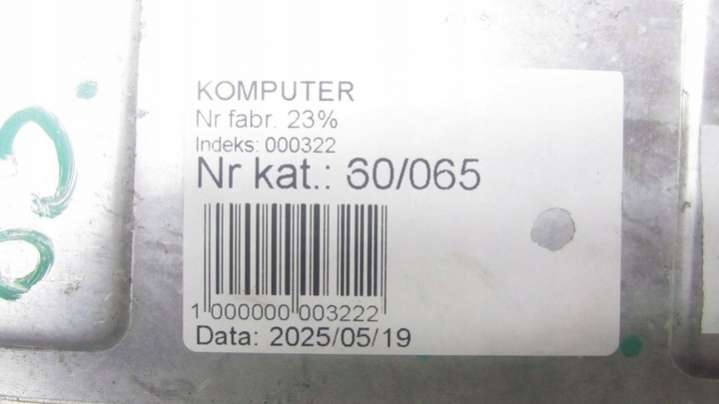 KOMPUTER
Nr fabr. 23%
Indeks: 000322
Nr kat.: 60/065
1 000000 003222
Data: 2025/05/19